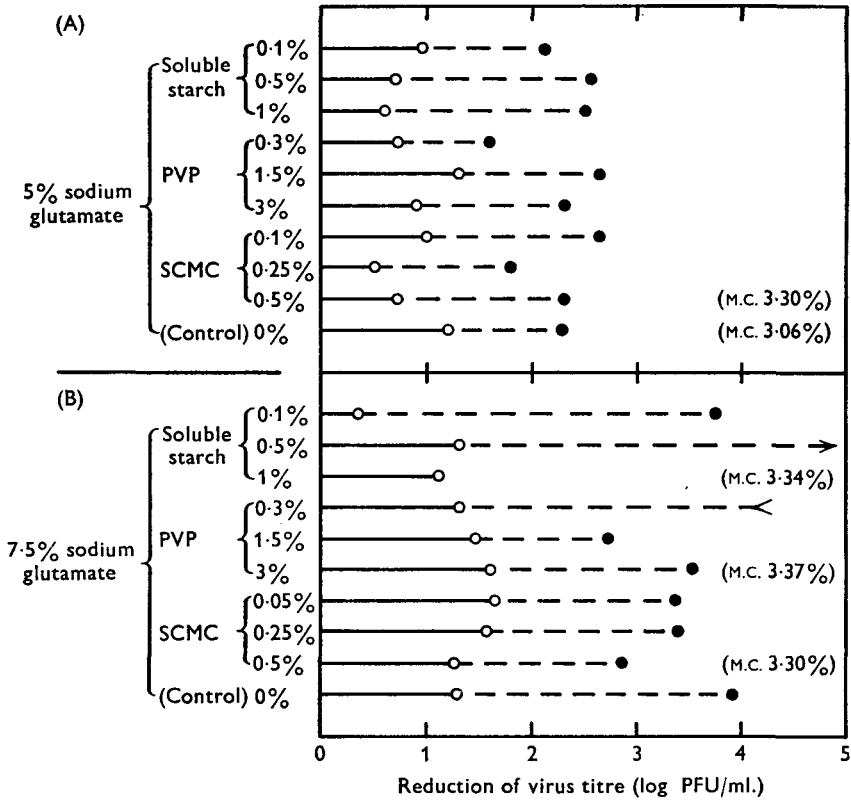 (A)
5% sodium
glutamate
Soluble
starch
0·1%
0·5%
1%
PVP
0·3%
1·5%
3%
SCMC
0·1%
0·25%
0·5%
(M.C. 3·30%)
(Control) 0%
(M.C. 3·06%)
(B)
7·5% sodium
glutamate
Soluble
starch
0·1%
0·5%
1%
(M.C. 3·34%)
PVP
0·3%
1·5%
3%
(M.C. 3·37%)
SCMC
0·05%
0·25%
0·5%
(M.C. 3·30%)
(Control) 0%
0 1 2 3 4 5
Reduction of virus titre (log PFU/ml.)